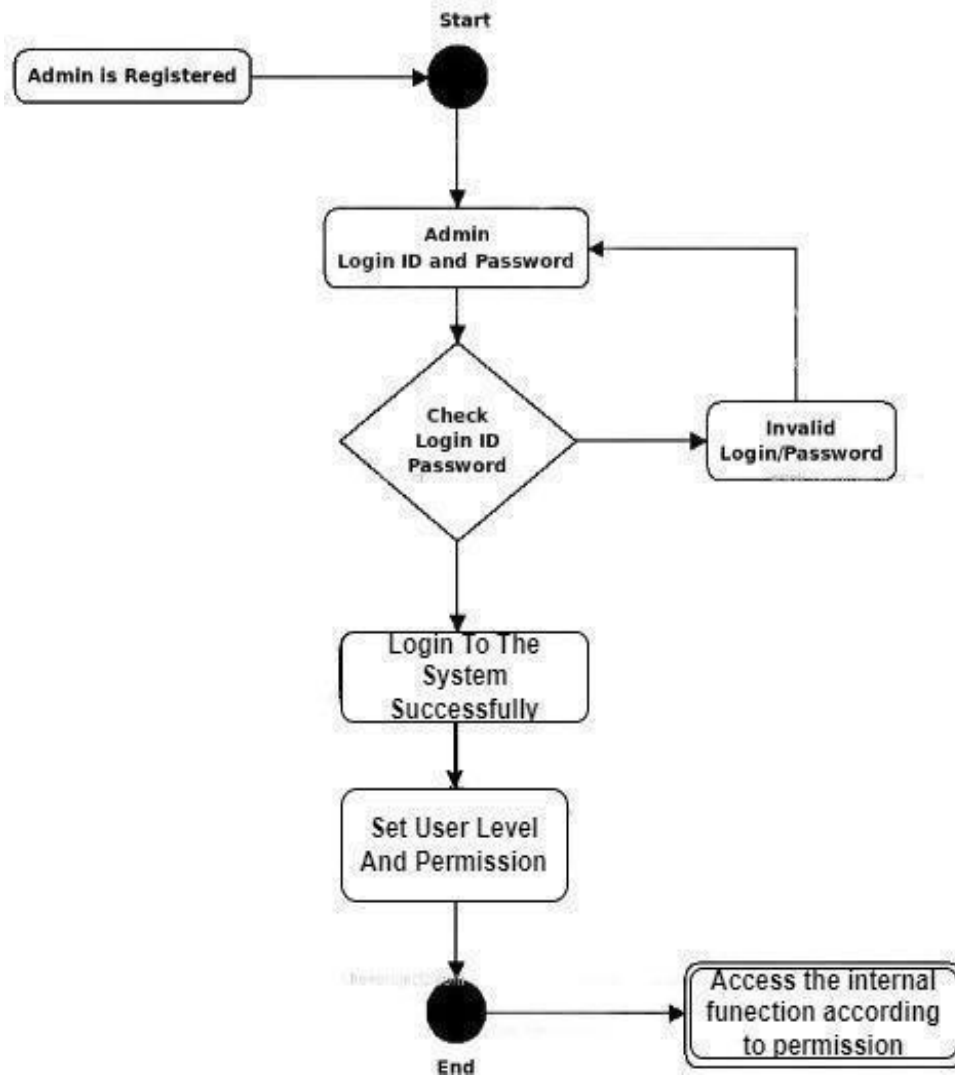 Start
Admin is Registered
Admin
Login ID and Password
Check
Login ID
Password
Invalid
Login/Password
Login To The
System
Successfully
Set User Level
And Permission
Access the internal
funection according
to permission
End